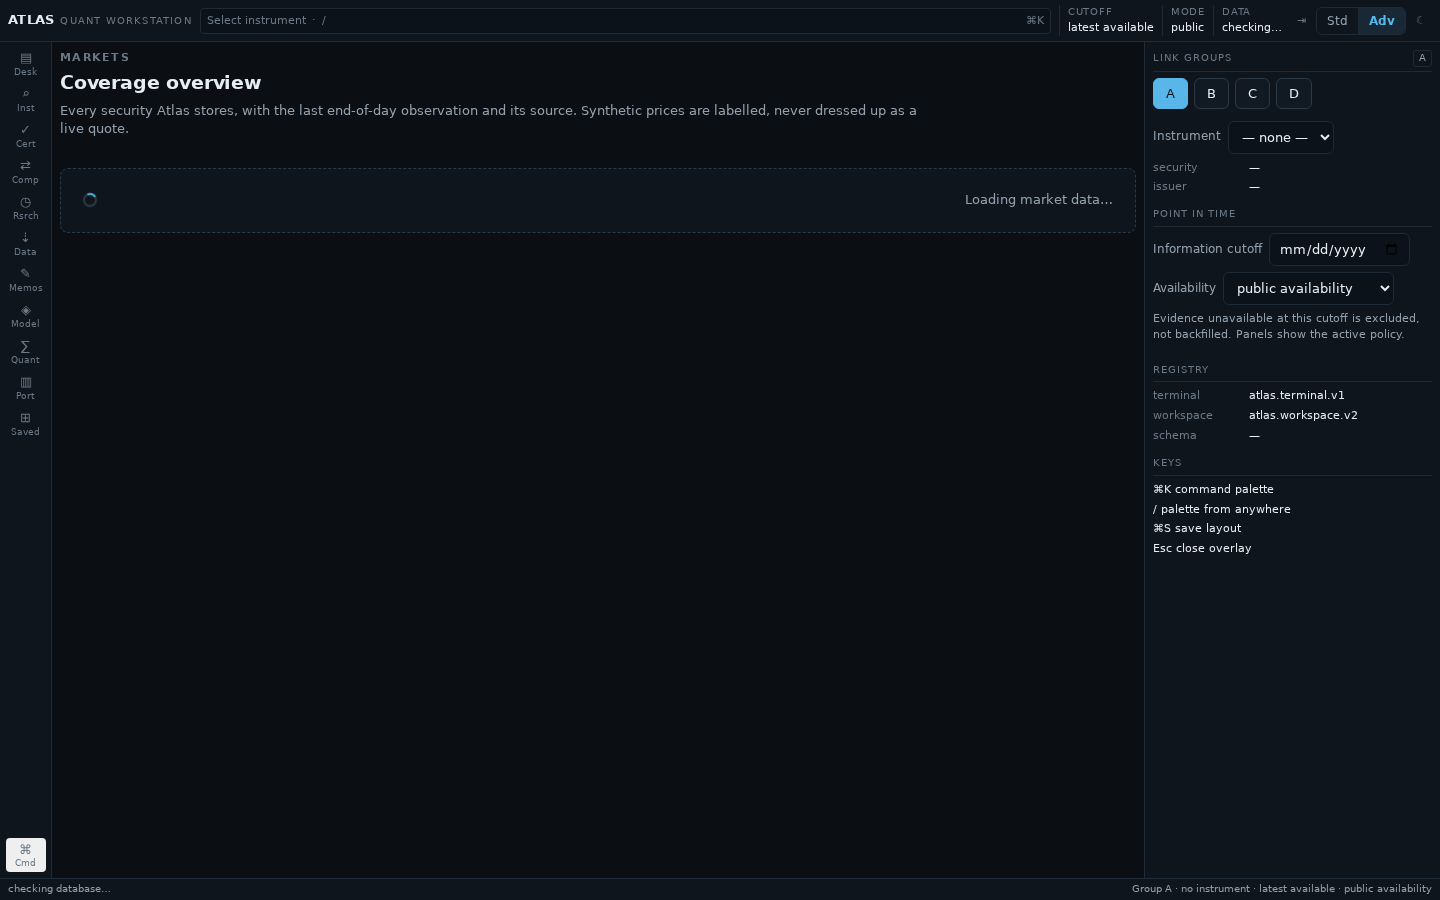 ATLAS QUANT WORKSTATION
Select instrument · /
⌘K
CUTOFF
latest available
MODE
public
DATA
checking…
Std
Adv
Desk
Inst
Cert
Comp
Rsrch
Data
Memos
Model
Quant
Port
Saved
⌘
Cmd
MARKETS
Coverage overview
Every security Atlas stores, with the last end-of-day observation and its source. Synthetic prices are labelled, never dressed up as a
live quote.
Loading market data…
LINK GROUPS
A
A
B
C
D
Instrument
— none —
security —
issuer —
POINT IN TIME
Information cutoff
mm/dd/yyyy
Availability
public availability
Evidence unavailable at this cutoff is excluded,
not backfilled. Panels show the active policy.
REGISTRY
terminal atlas.terminal.v1
workspace atlas.workspace.v2
schema —
KEYS
⌘K command palette
/ palette from anywhere
⌘S save layout
Esc close overlay
checking database…
Group A · no instrument · latest available · public availability